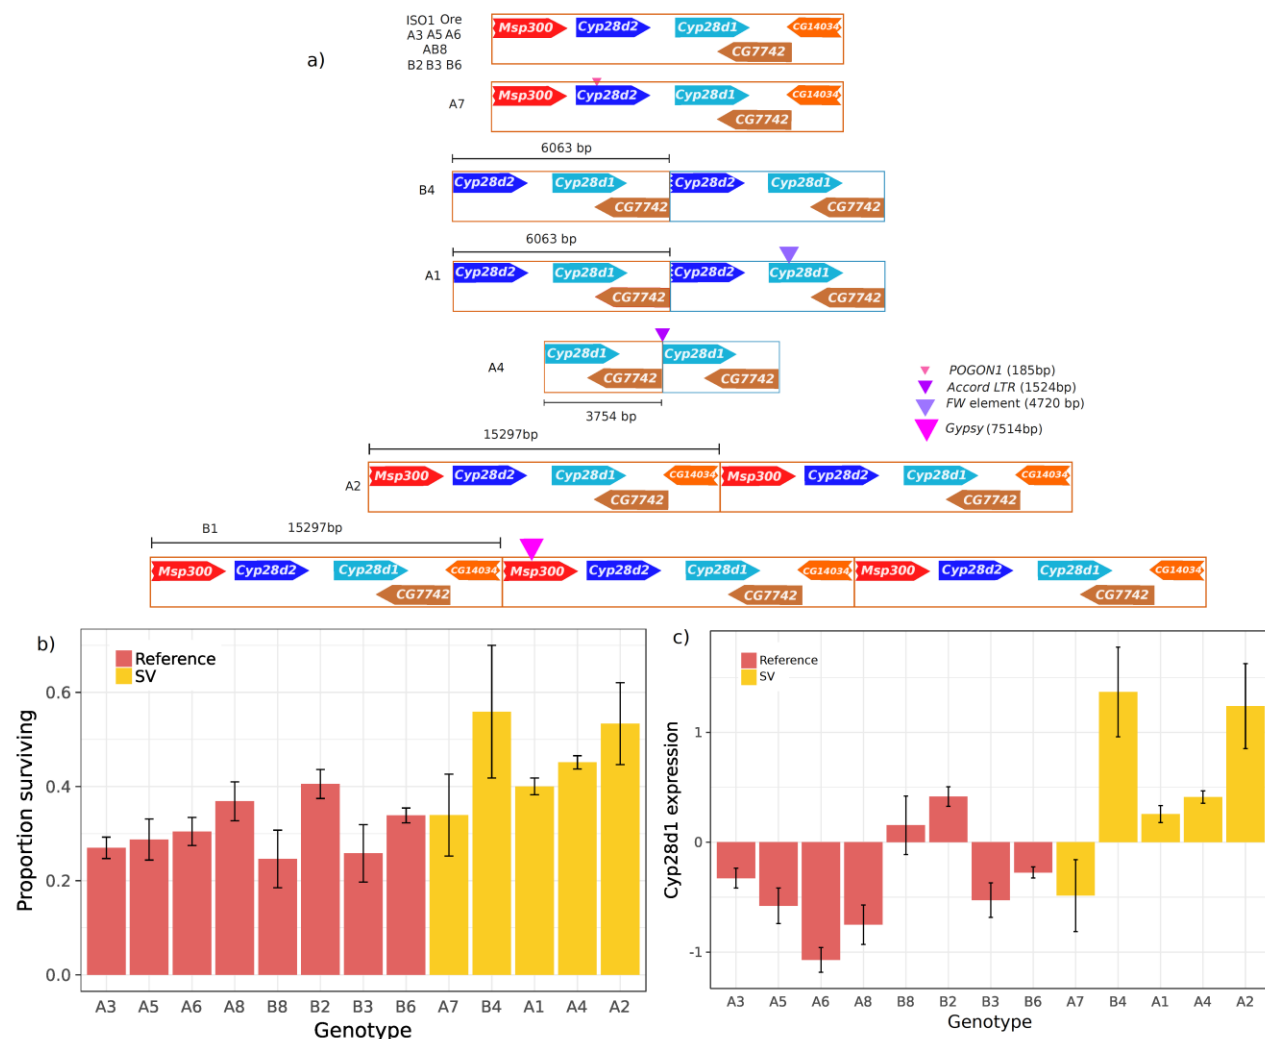 a)
ISO1 Ore
A3 A5 A6
AB8
B2 B3 B6
Msp300 Cyp28d2 Cyp28d1 CG14034
CG7742
A7
Msp300 Cyp28d2 Cyp28d1 CG14034
CG7742
6063 bp
B4
Cyp28d2 Cyp28d1 Cyp28d2 Cyp28d1
CG7742 CG7742
6063 bp
A1
Cyp28d2 Cyp28d1 Cyp28d2 Cyp28d1
CG7742 CG7742
A4
Cyp28d1 Cyp28d1
CG7742 CG7742
3754 bp
POGON1 (185bp)
Accord LTR (1524bp)
FW element (4720 bp)
Gypsy (7514bp)
15297bp
A2
Msp300 Cyp28d2 Cyp28d1 CG14034 Msp300 Cyp28d2 Cyp28d1 CG14034
CG7742 CG7742
B1 15297bp
Msp300 Cyp28d2 Cyp28d1 CG14034 Msp300 Cyp28d2 Cyp28d1 CG14034 Msp300 Cyp28d2 Cyp28d1 CG14034
CG7742 CG7742 CG7742
b)
Reference
SV
Proportion surviving
0.6
0.4
0.2
0.0
A3 A5 A6 A8 B8 B2 B3 B6 A7 B4 A1 A4 A2
Genotype
c)
Reference
SV
Cyp28d1 expression
1
0
-1
A3 A5 A6 A8 B8 B2 B3 B6 A7 B4 A1 A4 A2
Genotype